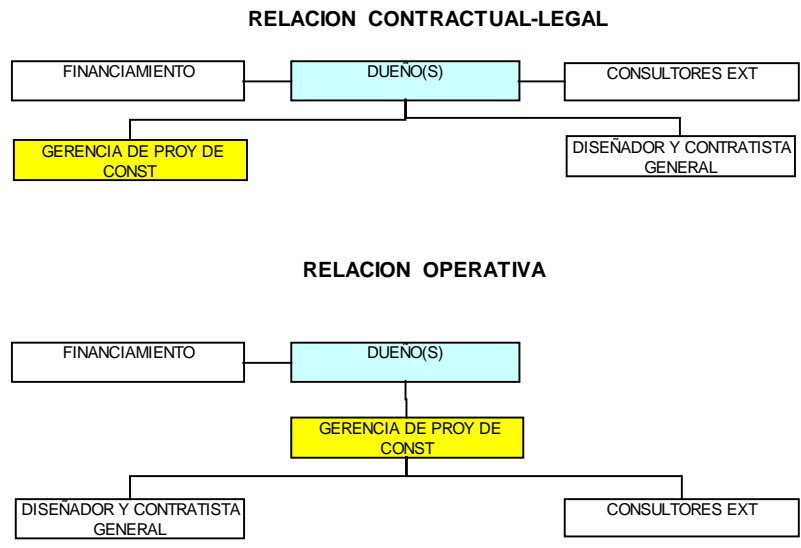 RELACION CONTRACTUAL-LEGAL
FINANCIAMIENTO
DUEÑO(S)
CONSULTORES EXT
GERENCIA DE PROY DE
CONST
DISEÑADOR Y CONTRATISTA
GENERAL
RELACION OPERATIVA
FINANCIAMIENTO
DUEÑO(S)
GERENCIA DE PROY DE
CONST
DISEÑADOR Y CONTRATISTA
GENERAL
CONSULTORES EXT